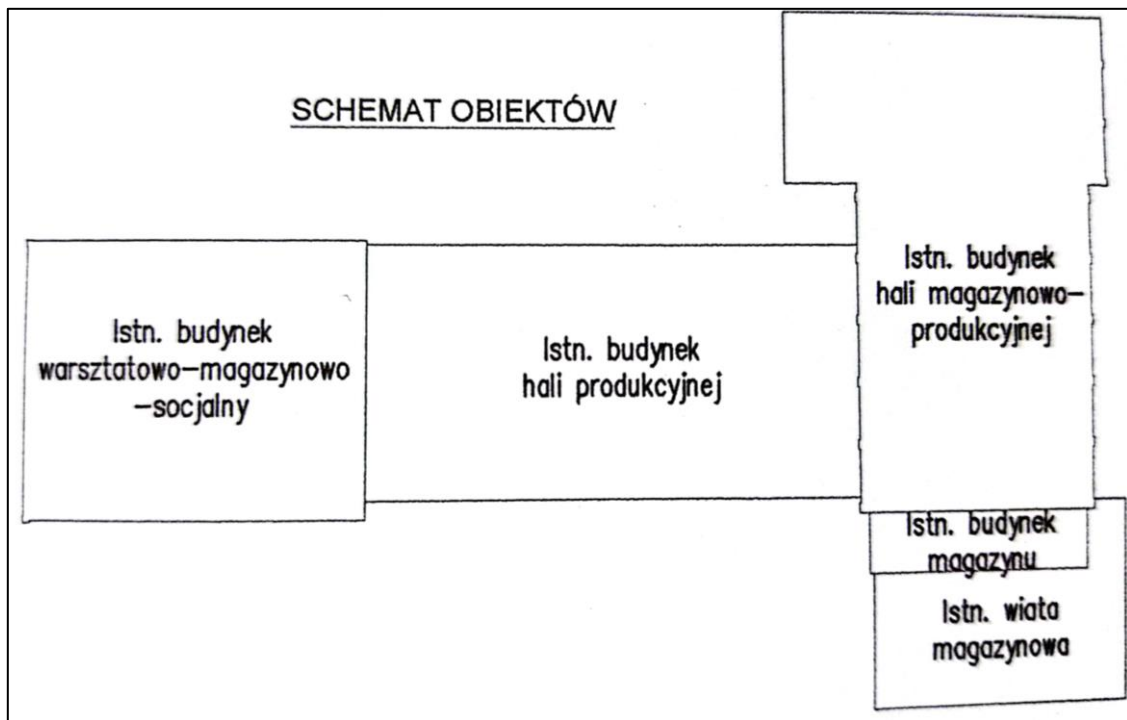 SCHEMAT OBIEKTÓW
Istn. budynek
warsztatowo-magazynowo
-socjalny
Istn. budynek
hali produkcyjnej
Istn. budynek
hali magazynowo-
produkcyjnej
Istn. budynek
magazynu
Istn. wiata
magazynowa